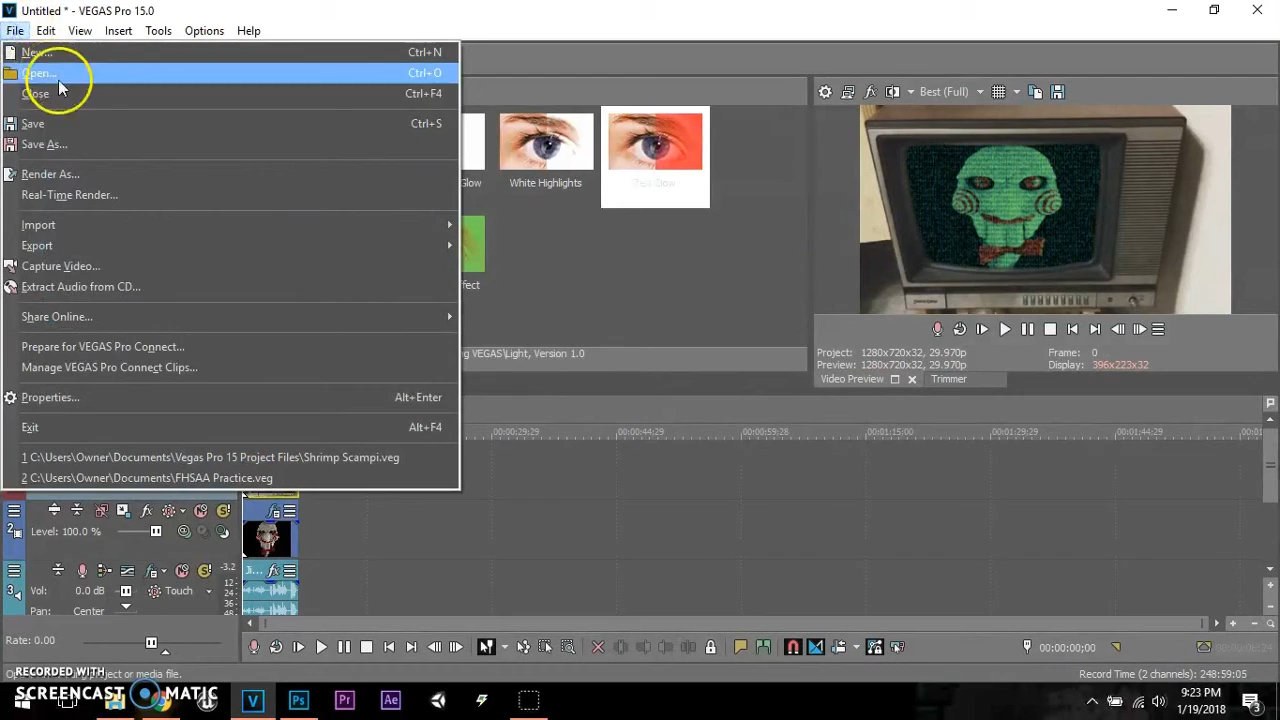 Untitled * - VEGAS Pro 15.0
File Edit View Insert Tools Options Help
New... Ctrl+N
Open... Ctrl+O
Close Ctrl+F4
Save Ctrl+S
Save As...
Render As...
Real-Time Render...
Import
Export
Capture Video...
Extract Audio from CD...
Share Online...
Prepare for VEGAS Pro Connect...
Manage VEGAS Pro Connect Clips...
Properties... Alt+Enter
Exit Alt+F4
1 C:\Users\Owner\Documents\Vegas Pro 15 Project Files\Shrimp Scampi.veg
2 C:\Users\Owner\Documents\FHSAA Practice.veg
Glow
White Highlights
VEGAS\Light, Version 1.0
Best (Full)
Project: 1280x720x32, 29.970p
Frame: 0
Preview: 1280x720x32, 29.970p
Display: 396x223x32
Video Preview
Trimmer
00:00:29:29
00:00:44:29
00:00:59:28
00:01:15:00
00:01:29:29
00:01:44:29
2
Level: 100.0 %
3
Vol: 0.0 dB
Touch
Pan: Center
-3.2
12
24
36
48
Rate: 0.00
00:00:00;00
Record Time (2 channels): 248:59:05
RECORDED WITH
SCREENCAST MATIC
9:23 PM
1/19/2018